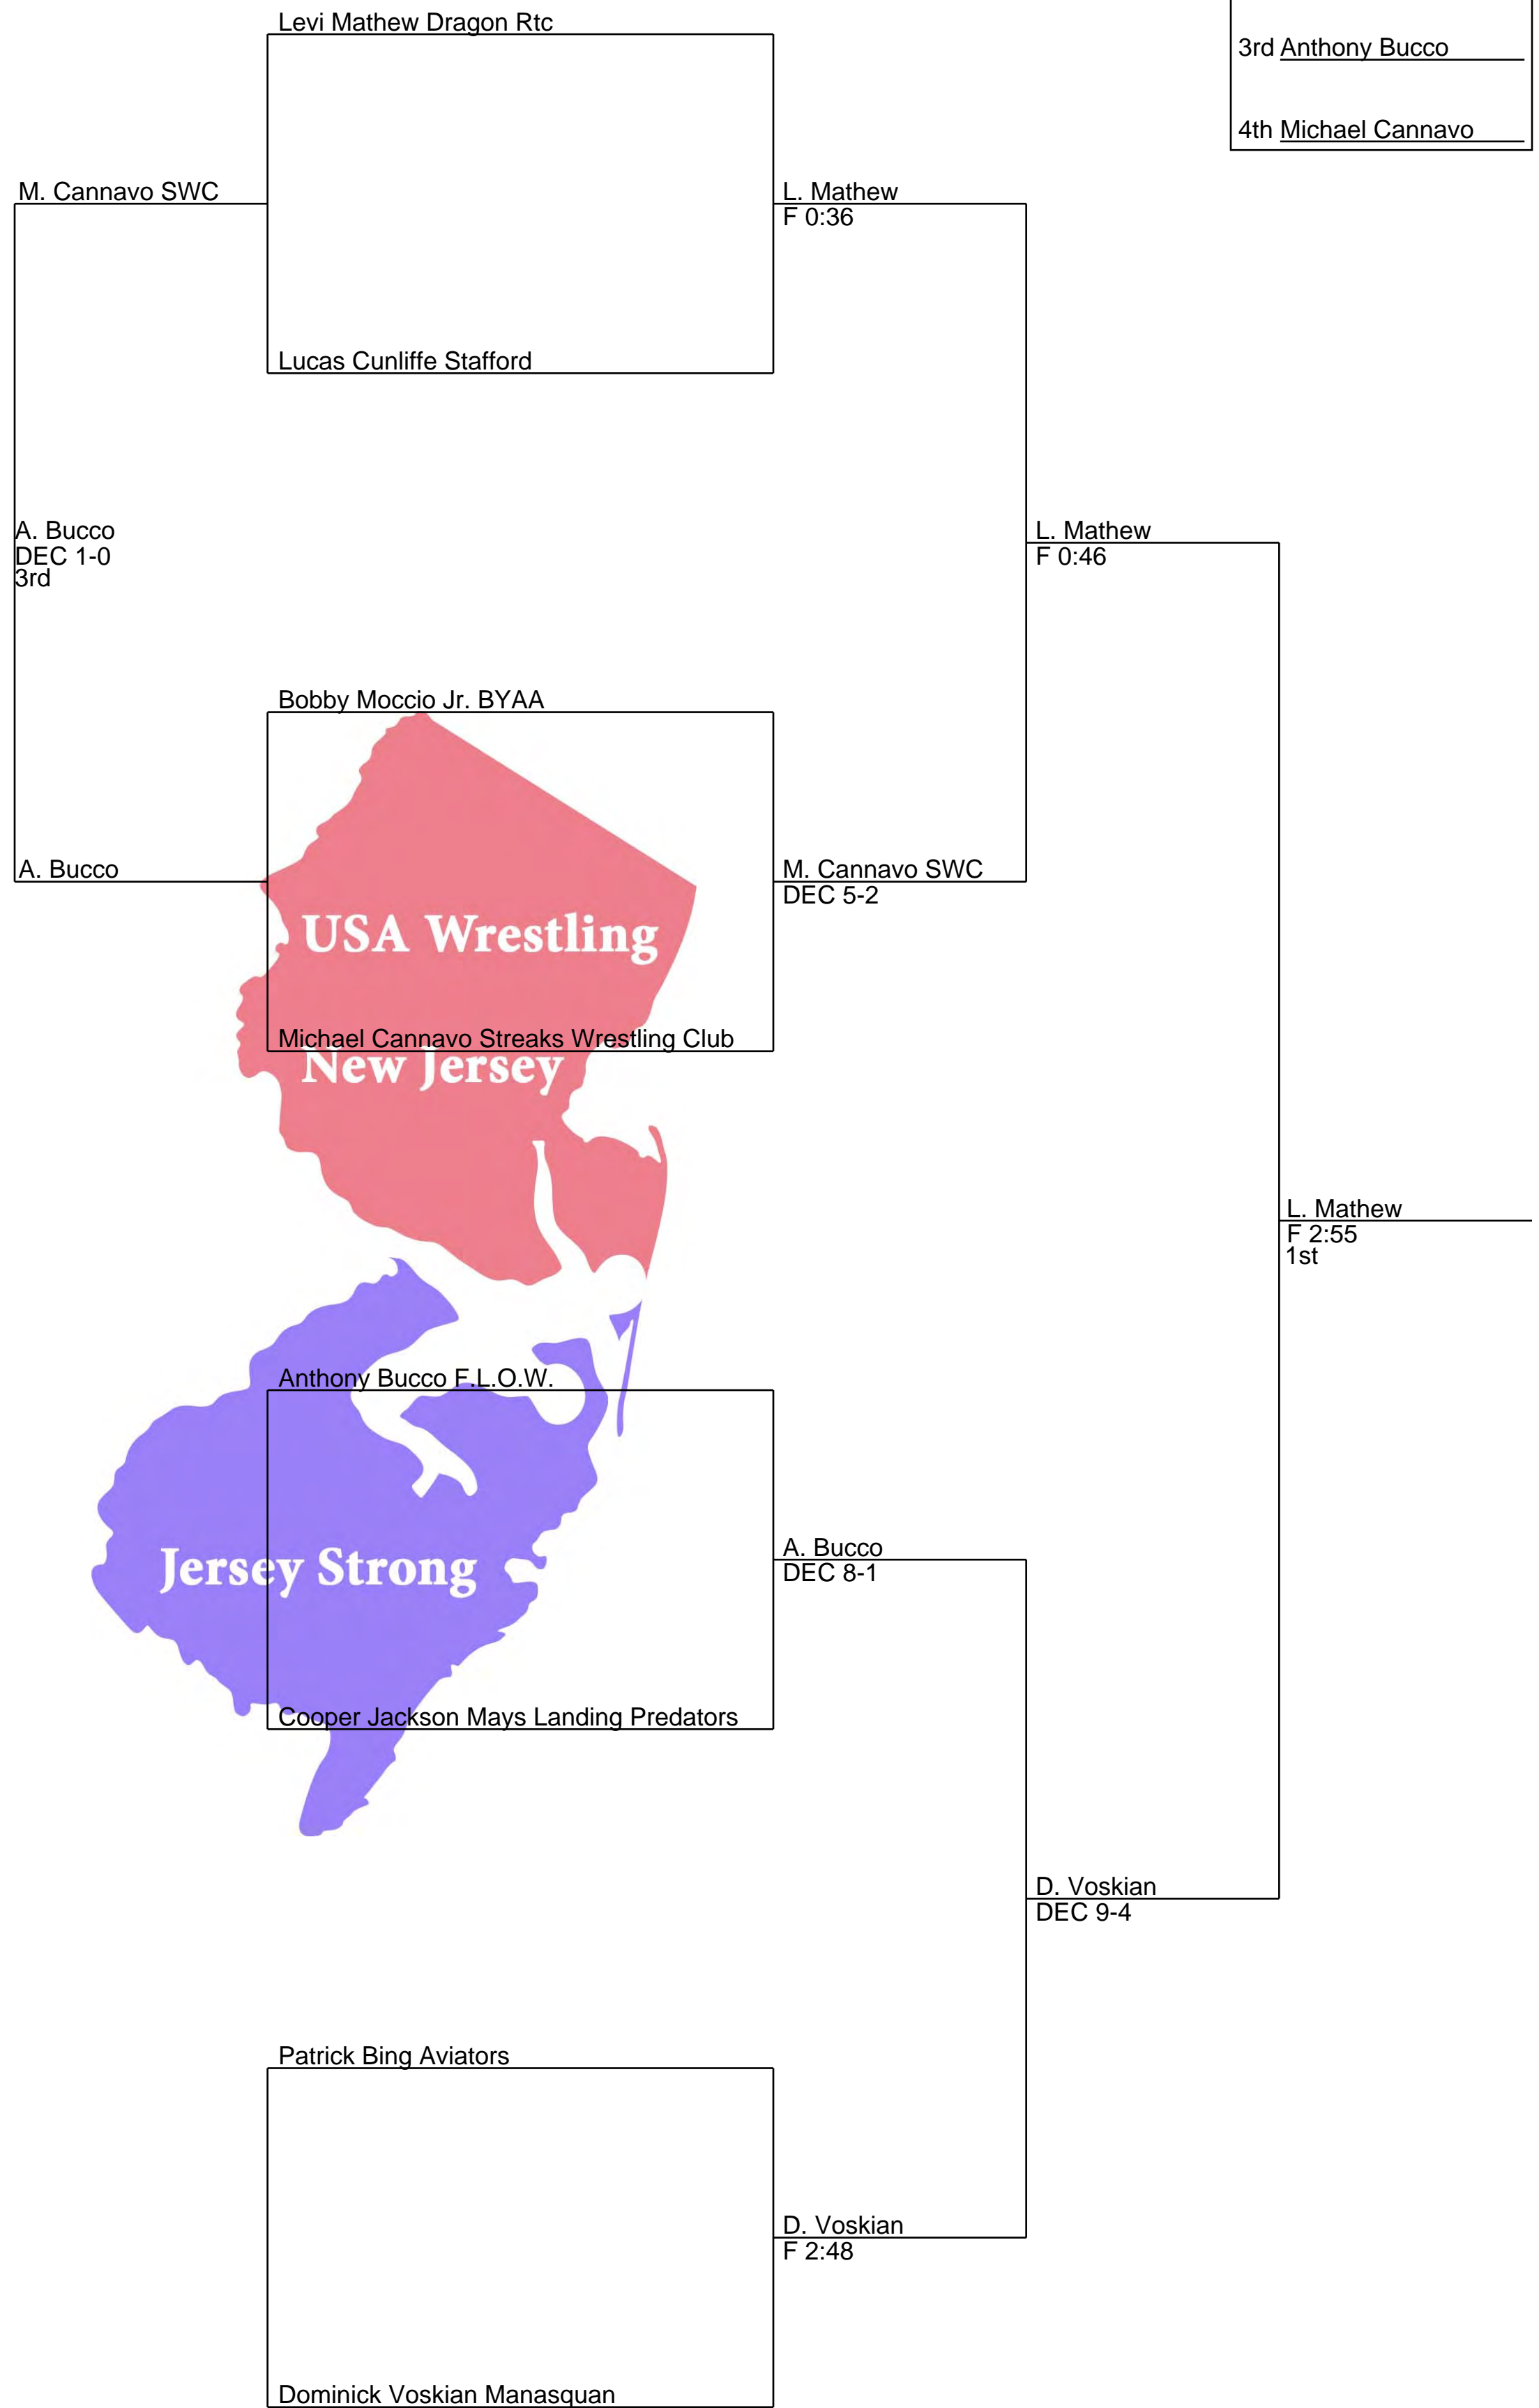 Levi Mathew Dragon Rtc
3rd Anthony Bucco
4th Michael Cannavo
M. Cannavo SWC
L. Mathew
F 0:36
Lucas Cunliffe Stafford
A. Bucco
DEC 1-0
3rd
L. Mathew
F 0:46
Bobby Moccio Jr. BYAA
A. Bucco
M. Cannavo SWC
DEC 5-2
USA Wrestling
Michael Cannavo Streaks Wrestling Club
New Jersey
L. Mathew
F 2:55
1st
Anthony Bucco F.L.O.W.
A. Bucco
DEC 8-1
Jersey Strong
Cooper Jackson Mays Landing Predators
D. Voskian
DEC 9-4
Patrick Bing Aviators
D. Voskian
F 2:48
Dominick Voskian Manasquan